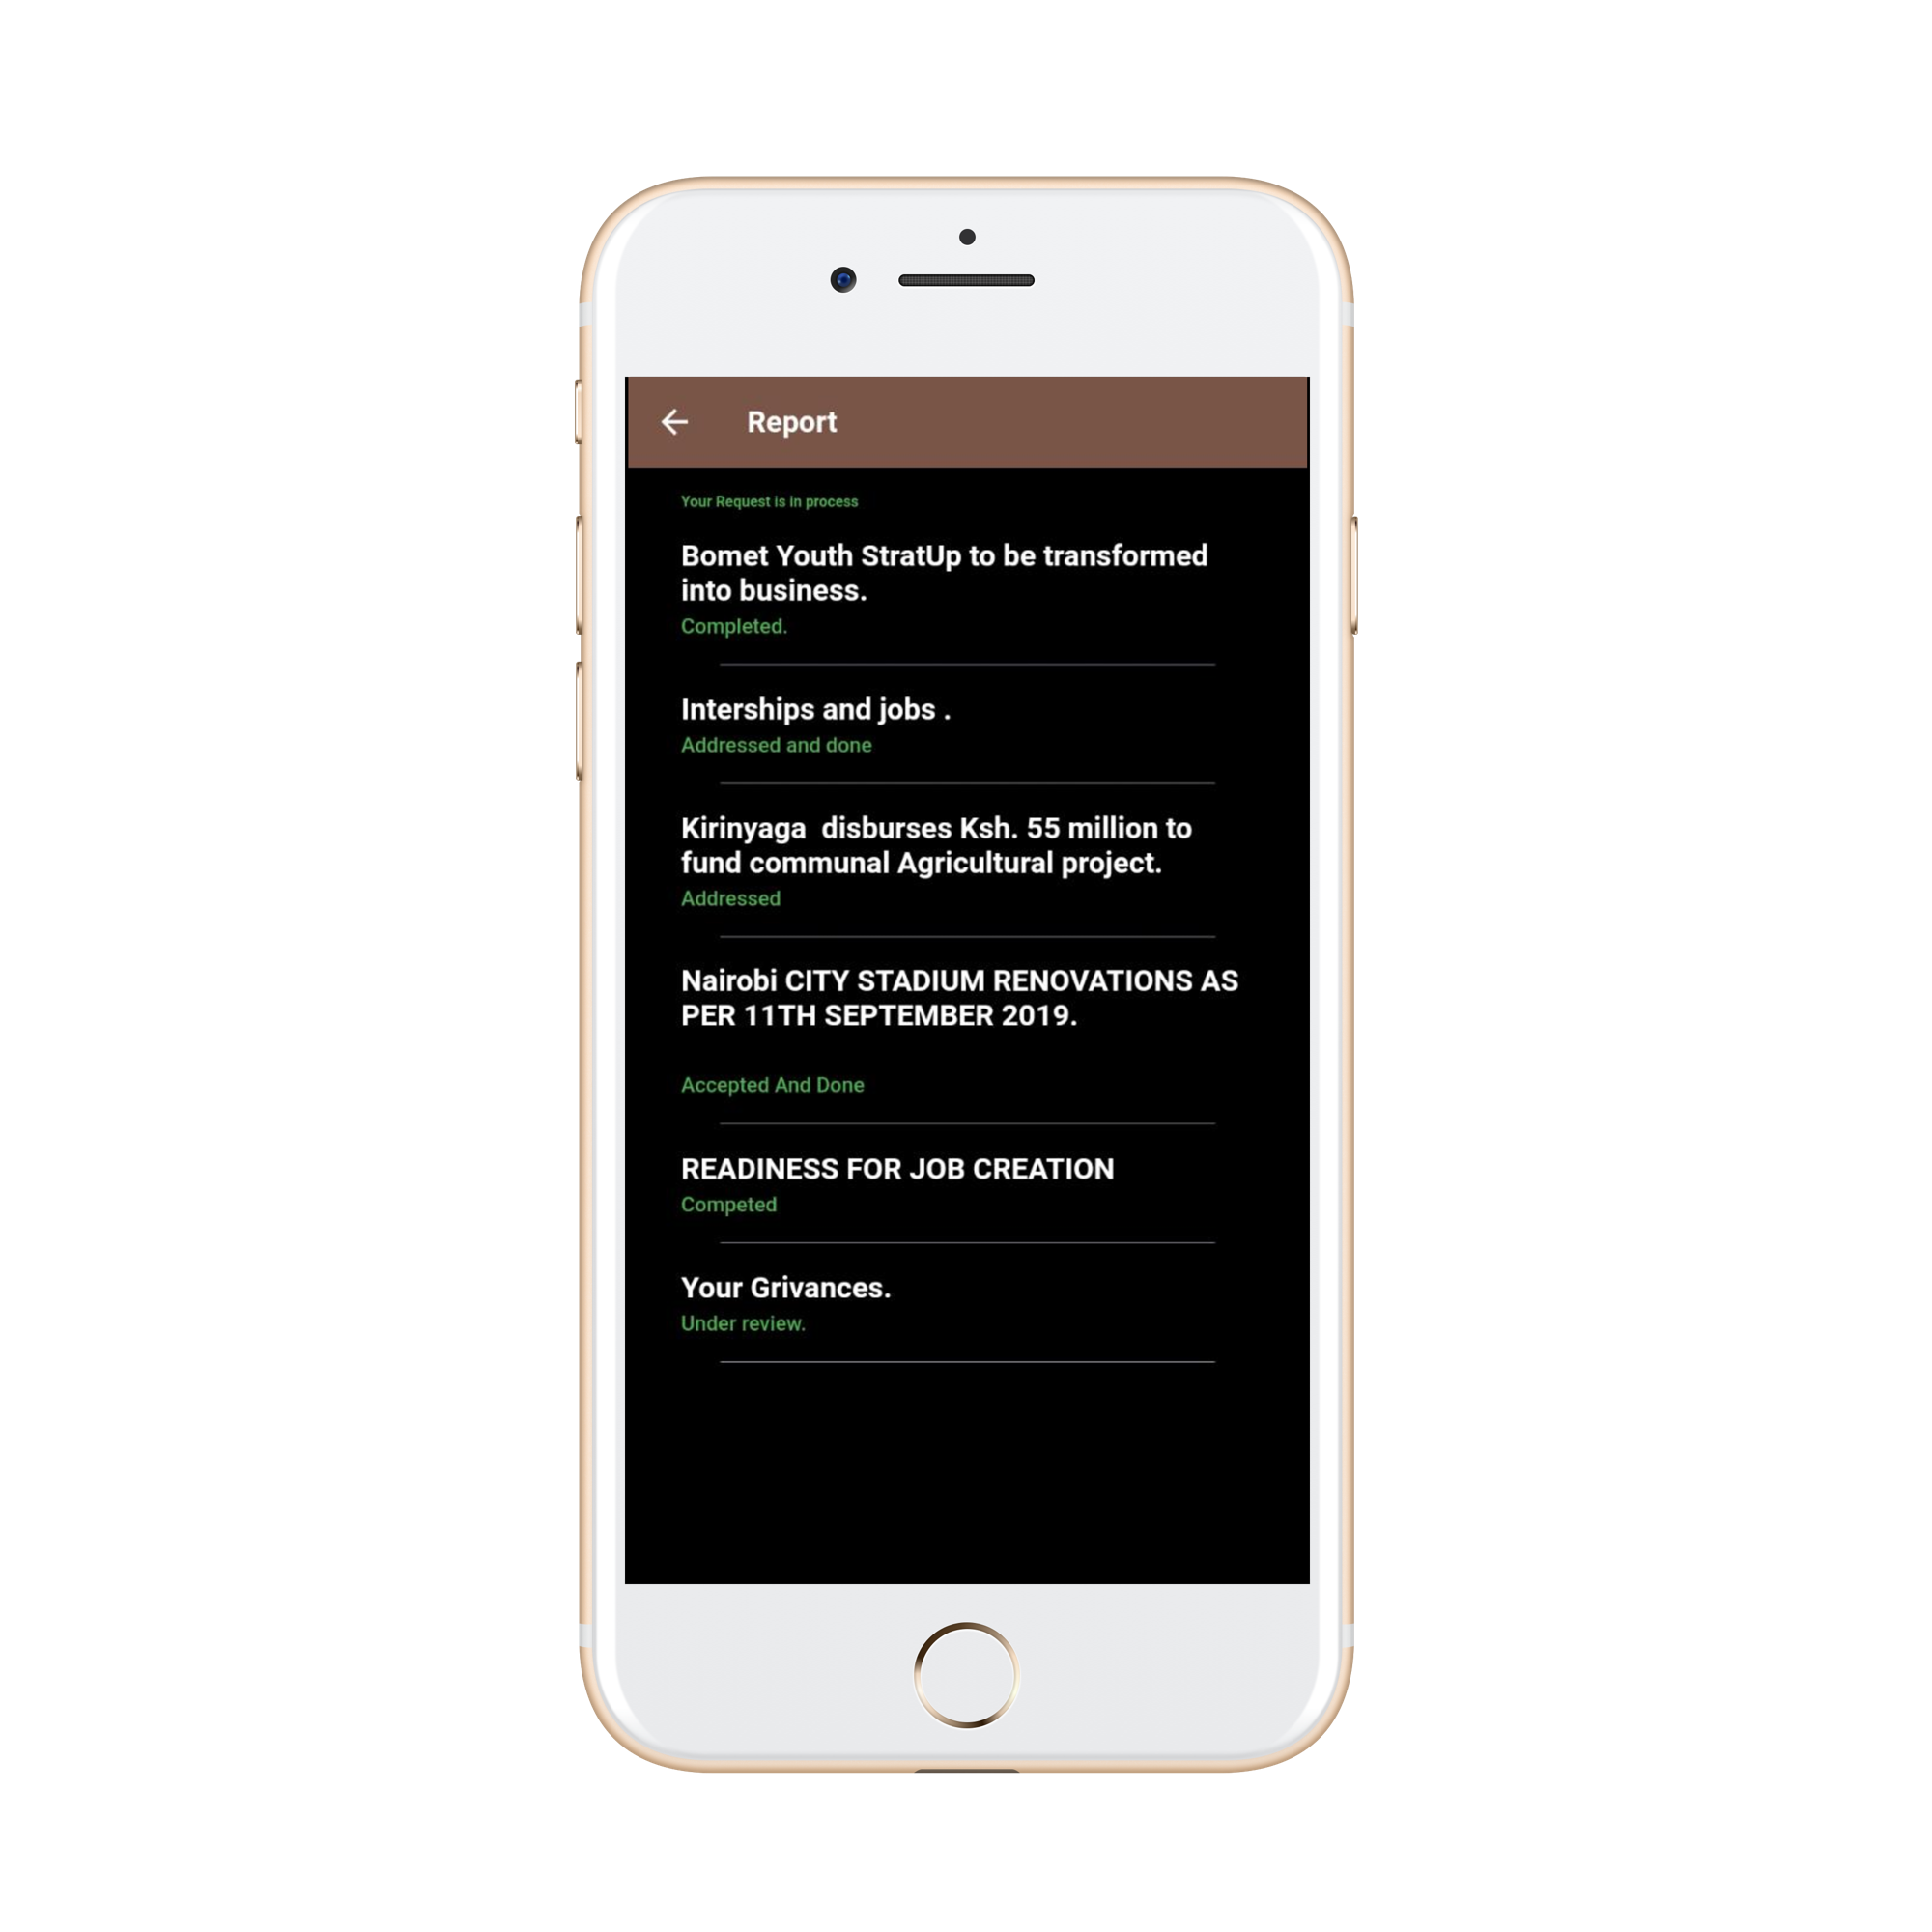 Report
Your Request is in process
Bomet Youth StratUp to be transformed
into business.
Completed.
Interships and jobs .
Addressed and done
Kirinyaga  disburses Ksh. 55 million to
fund communal Agricultural project.
Addressed
Nairobi CITY STADIUM RENOVATIONS AS
PER 11TH SEPTEMBER 2019.
Accepted And Done
READINESS FOR JOB CREATION
Competed
Your Grivances.
Under review.